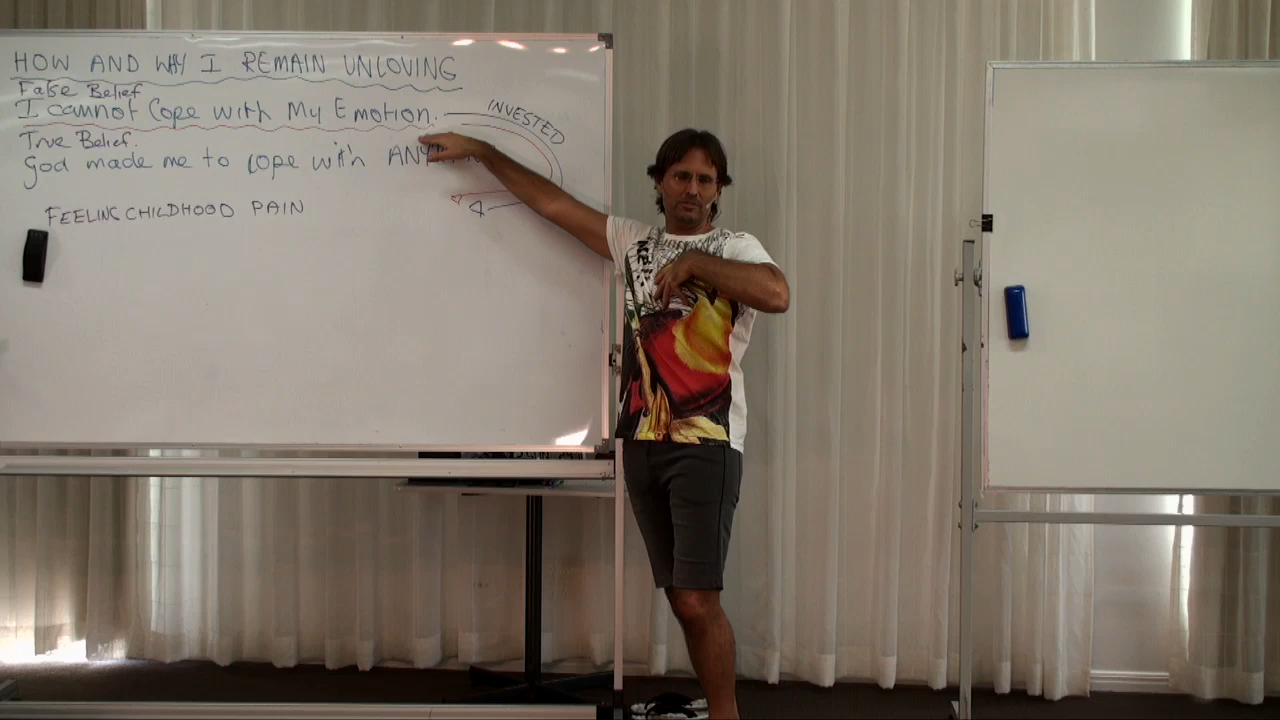 HOW AND WHY I REMAIN UNLOVING
False Belief
I cannot Cope with My Emotion.
INVESTED
True Belief.
God made me to cope with
FEELING CHILDHOOD PAIN